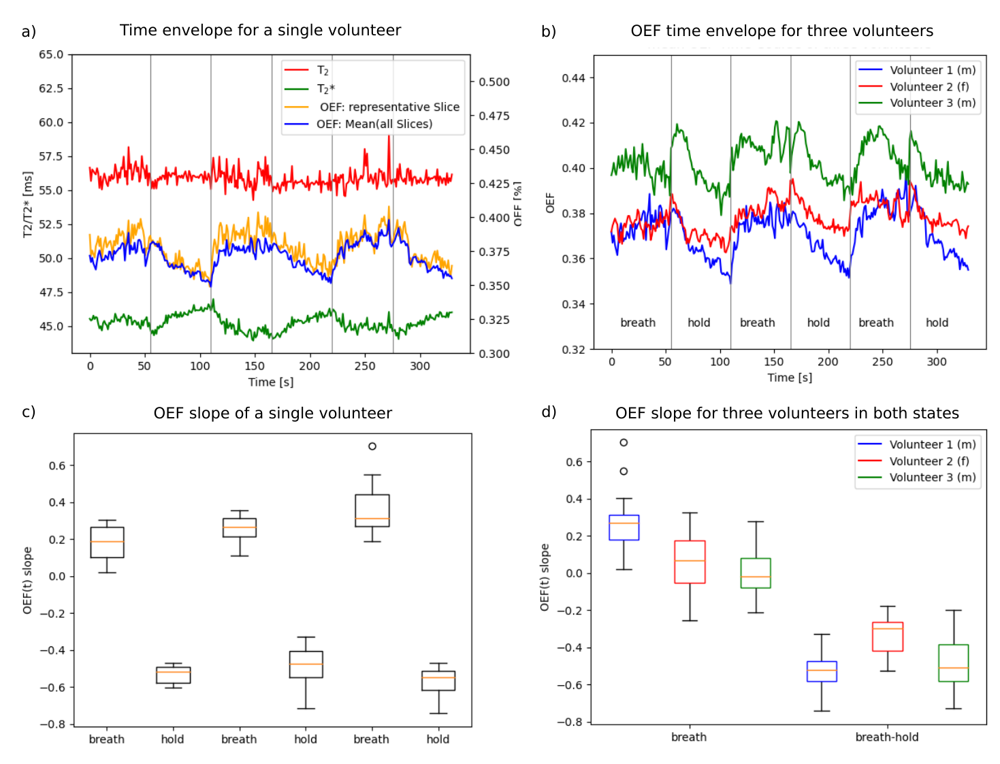 a)
Time envelope for a single volunteer
65.0
62.5
60.0
57.5
55.0
52.5
50.0
47.5
45.0
T2/T2* [ms]
T₂
T₂*
OEF: representative Slice
OEF: Mean(all Slices)
0.500
0.475
0.450
0.425
0.400
0.375
0.350
0.325
0.300
OEF [%]
0
50
100
150
200
250
300
Time [s]
b)
OEF time envelope for three volunteers
0.44
0.42
0.40
0.38
0.36
0.34
0.32
OEF
Volunteer 1 (m)
Volunteer 2 (f)
Volunteer 3 (m)
breath hold breath hold breath hold
0
50
100
150
200
250
300
Time [s]
c)
OEF slope of a single volunteer
0.6
0.4
0.2
0.0
−0.2
−0.4
−0.6
−0.8
OEF(t) slope
breath hold breath hold breath hold
d)
OEF slope for three volunteers in both states
0.6
0.4
0.2
0.0
−0.2
−0.4
−0.6
−0.8
OEF(t) slope
Volunteer 1 (m)
Volunteer 2 (f)
Volunteer 3 (m)
breath breath-hold